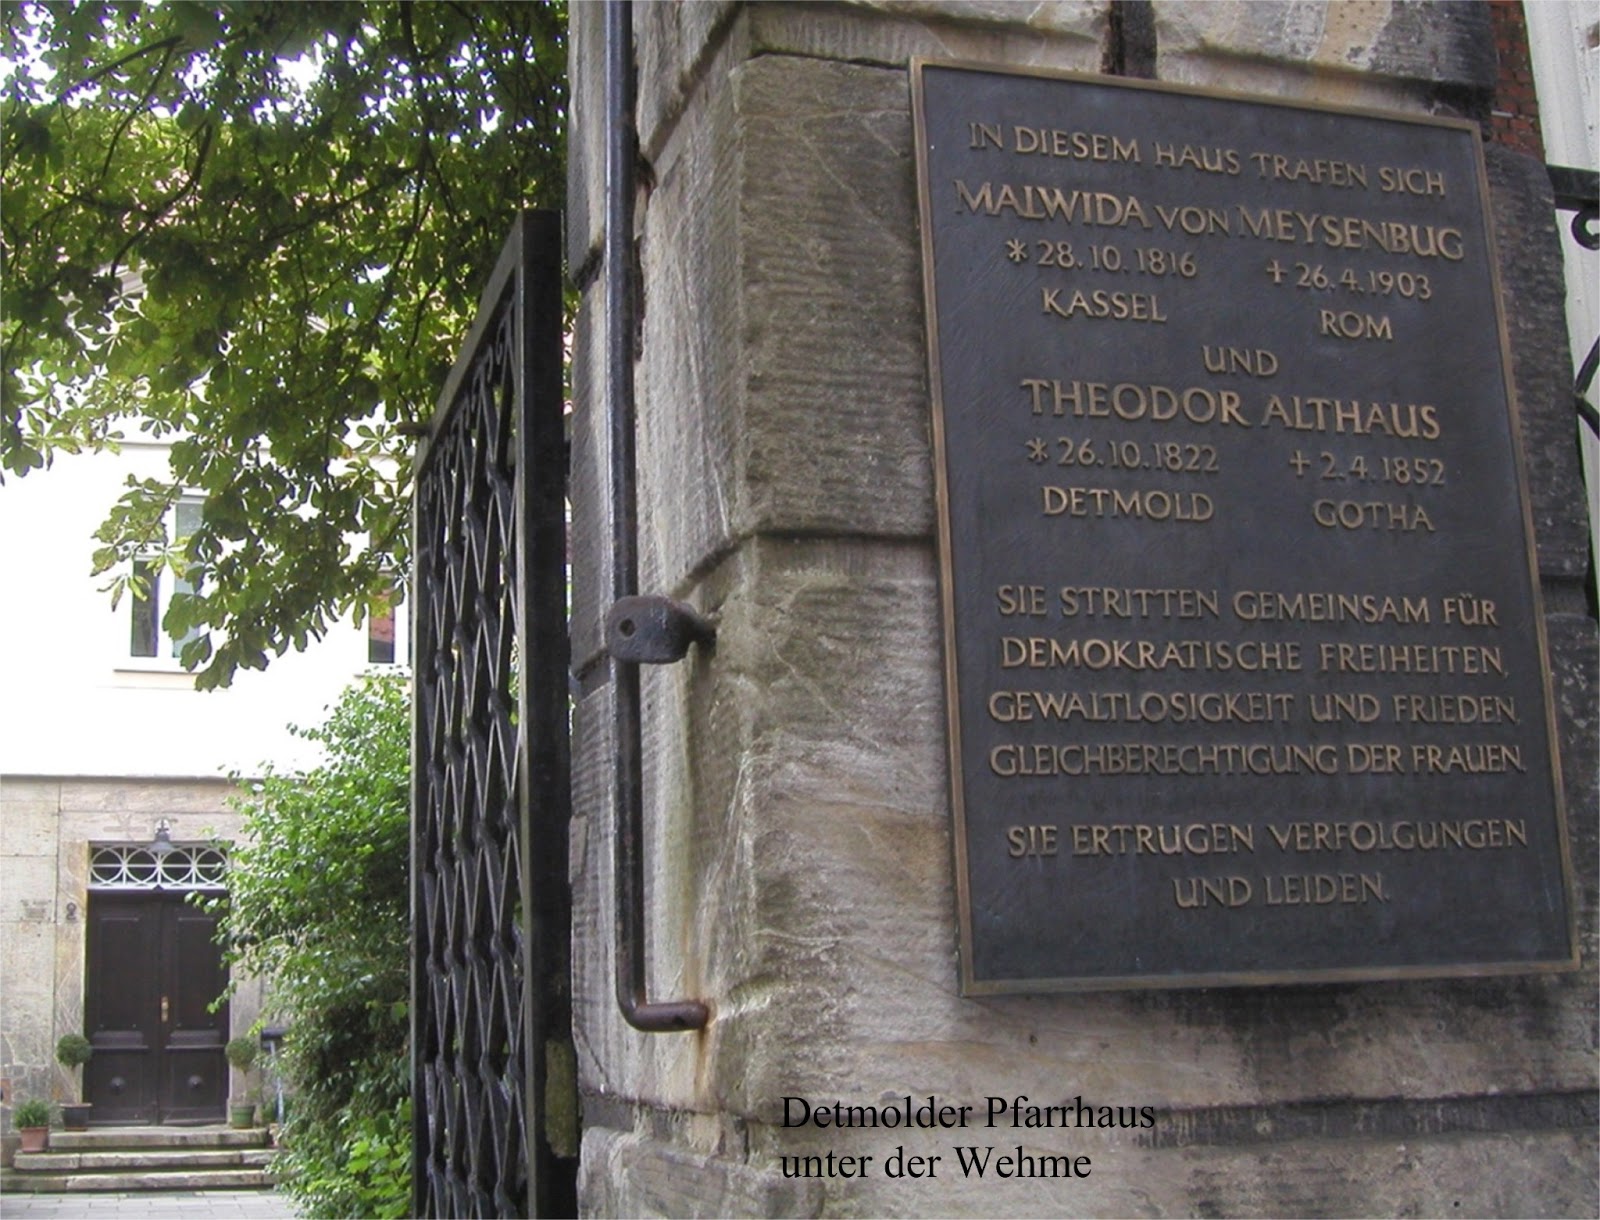 IN DIESEM HAUS TRAFEN SICH
MALWIDA VON MEYSENBUG
* 28.10.1816 + 26.4.1903
KASSEL ROM
UND
THEODOR ALTHAUS
* 26.10.1822 + 2.4.1852
DETMOLD GOTHA
SIE STRITTEN GEMEINSAM FÜR
DEMOKRATISCHE FREIHEITEN,
GEWALTLOSIGKEIT UND FRIEDEN,
GLEICHBERECHTIGUNG DER FRAUEN.
SIE ERTRUGEN VERFOLGUNGEN
UND LEIDEN.
Detmolder Pfarrhaus
unter der Wehme